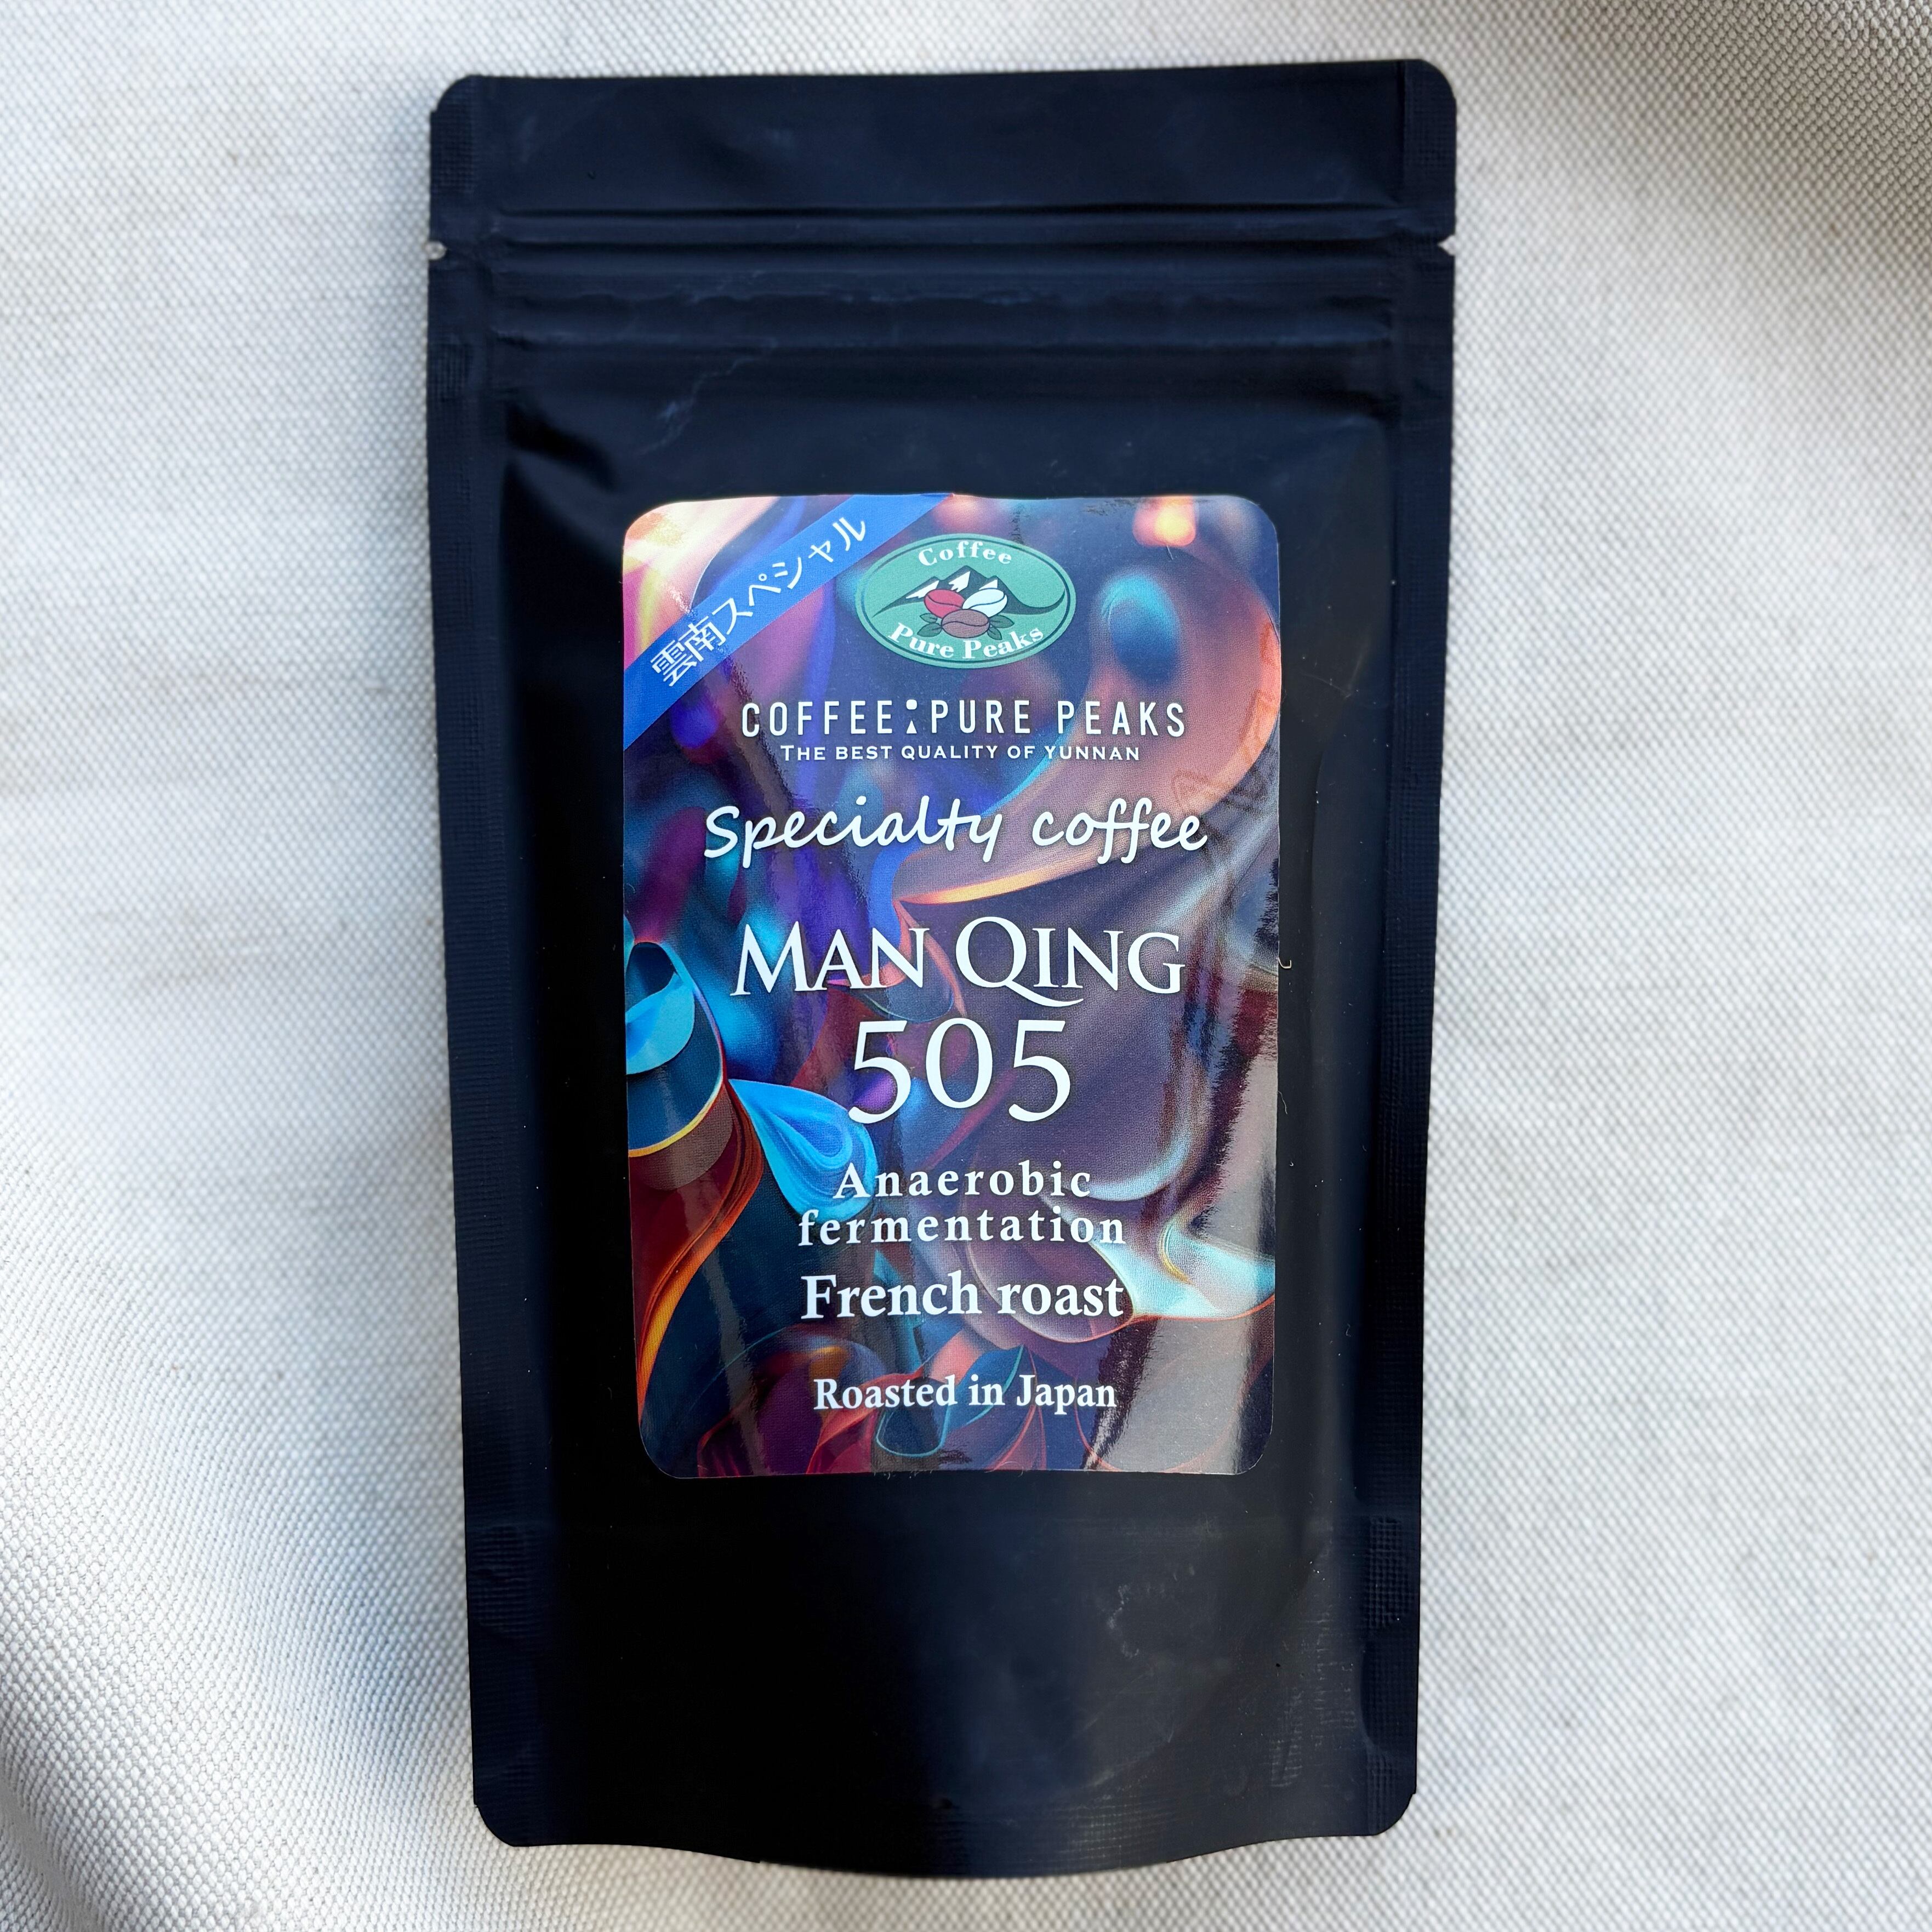 雲南スペシャル
Coffee
Pure Peaks
COFFEE:PURE PEAKS
THE BEST QUALITY OF YUNNAN
Specialty coffee
MAN QING
505
Anaerobic
fermentation
French roast
Roasted in Japan